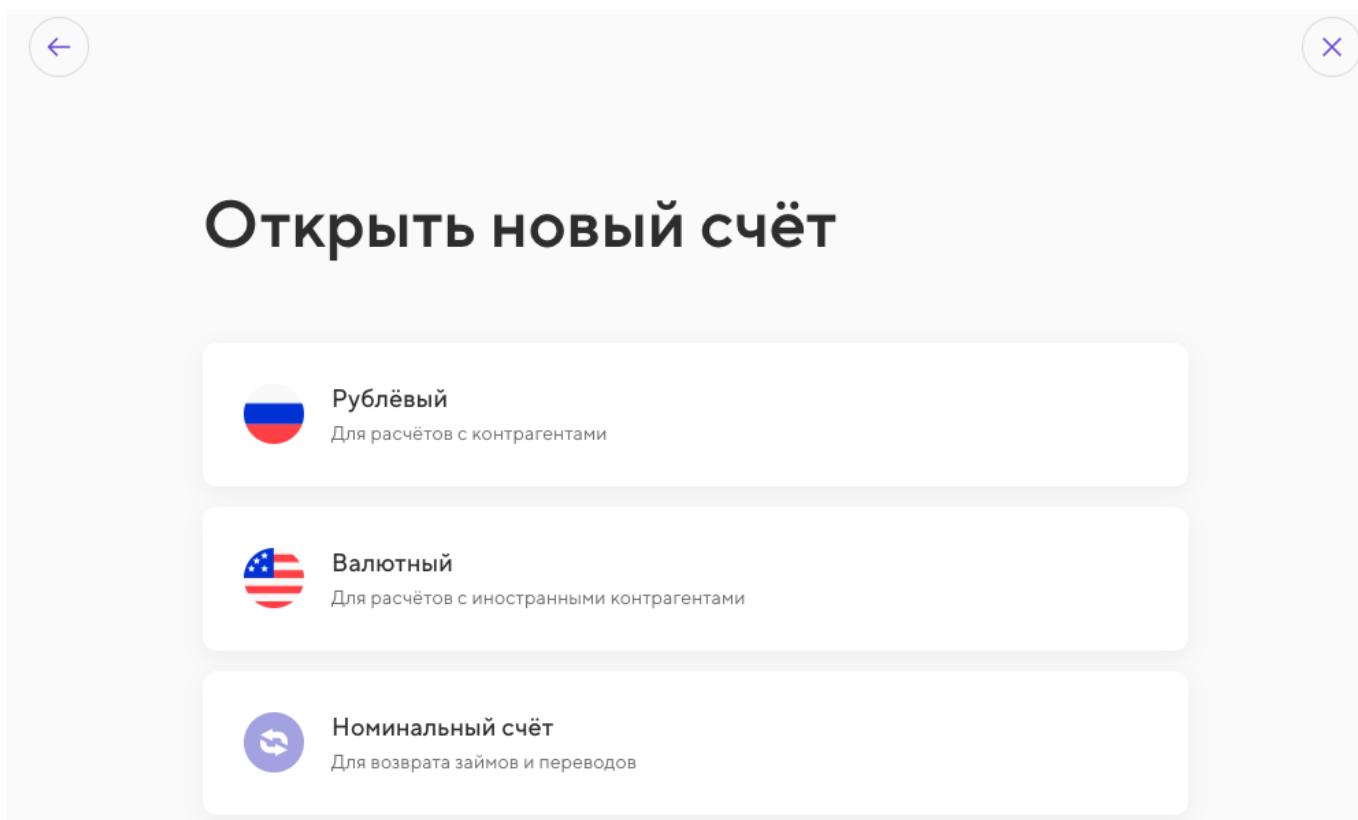 Открыть новый счёт
Рублёвый
Для расчётов с контрагентами
Валютный
Для расчётов с иностранными контрагентами
Номинальный счёт
Для возврата займов и переводов